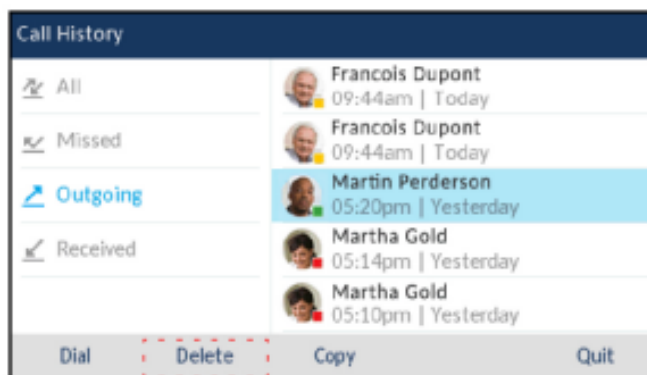 Call History
All
Missed
Outgoing
Received
Francois Dupont
09:44am | Today
Francois Dupont
09:44am | Today
Martin Perderson
05:20pm | Yesterday
Martha Gold
05:14pm | Yesterday
Martha Gold
05:10pm | Yesterday
Dial Delete Copy Quit